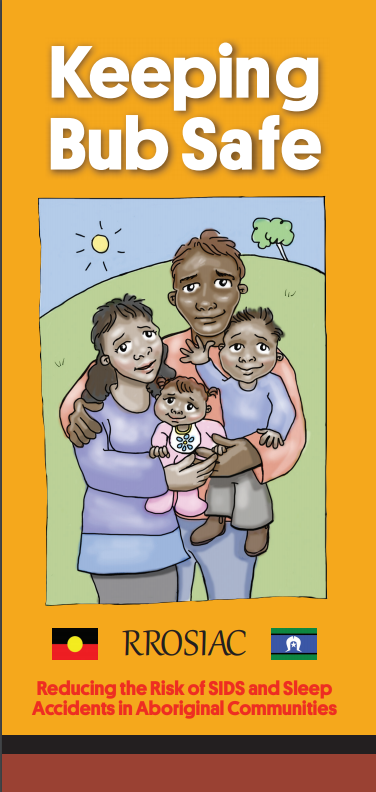 Keeping
Bub Safe
RROSIAC
Reducing the Risk of SIDS and Sleep
Accidents in Aboriginal Communities